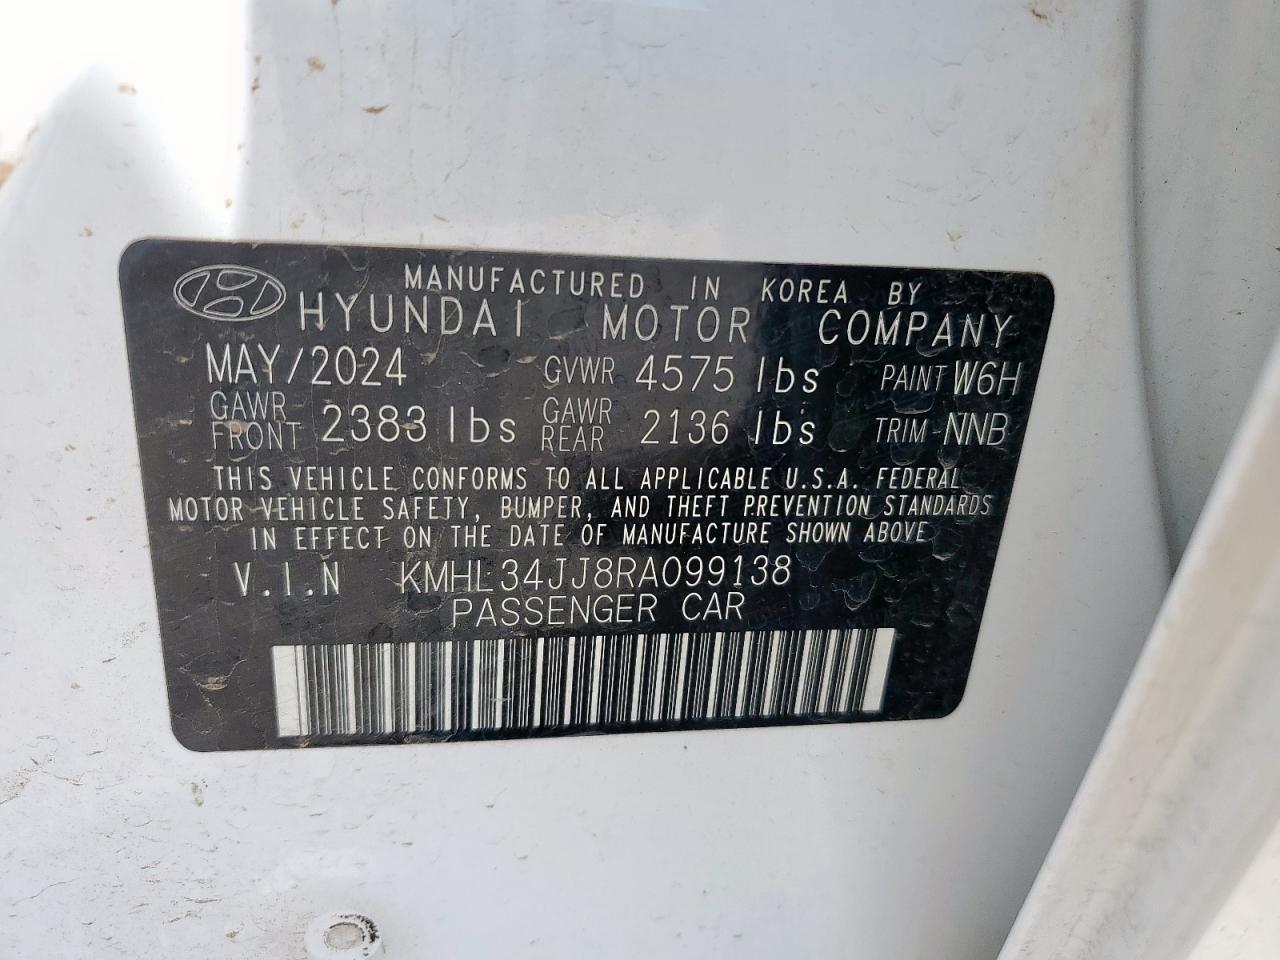 MANUFACTURED IN KOREA BY
HYUNDAI MOTOR COMPANY
MAY/2024 GVWR 4575 lbs PAINT W6H
GAWR FRONT 2383 lbs GAWR REAR 2136 lbs TRIM NNB
THIS VEHICLE CONFORMS TO ALL APPLICABLE U.S.A. FEDERAL
MOTOR VEHICLE SAFETY, BUMPER, AND THEFT PREVENTION STANDARDS
IN EFFECT ON THE DATE OF MANUFACTURE SHOWN ABOVE
V.I.N KMHL34JJ8RA099138
PASSENGER CAR